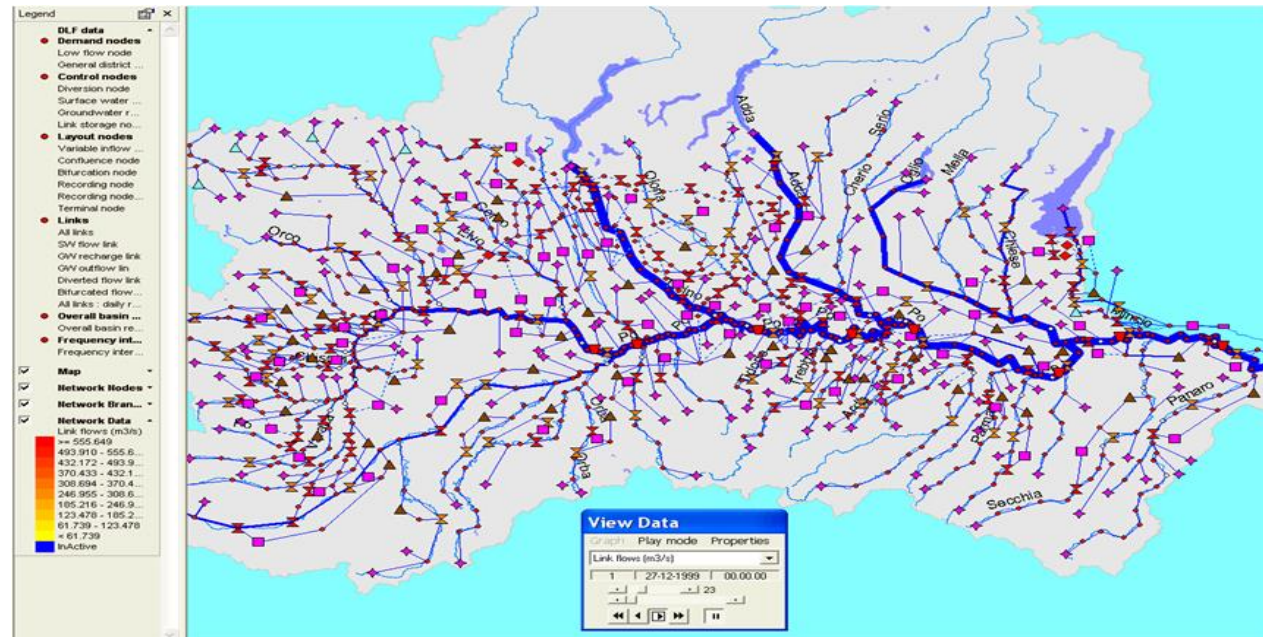 Legend
DLF data
Demand nodes
Low flow node
General district ...
Control nodes
Diversion node
Surface water ...
Groundwater r...
Link storage no...
Layout nodes
Variable inflow ...
Confluence node
Bifurcation node
Recording node
Recording node...
Terminal node
Links
All links
SW flow link
GW recharge link
GW outflow lin
Diverted flow link
Bifurcated flow...
All links : daily r...
Overall basin ...
Overall basin re...
Frequency int...
Frequency inter...
Map
Network Nodes
Network Bran...
Network Data
Link flows (m3/s)
>= 555.649
493.910 - 555.6...
432.172 - 493.9...
370.433 - 432.1...
308.694 - 370.4...
246.955 - 308.6...
185.216 - 246.9...
123.478 - 185.2...
61.739 - 123.478
< 61.739
InActive
Adda
Serio
Cherio
Oglio
Mella
Olona
Adda
Chiese
Orco
Elvo
Mincio
Po
Po
Trebbia
Orba
Parma
Panaro
Secchia
View Data
Graph Play mode Properties
Link flows (m3/s)
1 27-12-1999 00.00.00
23